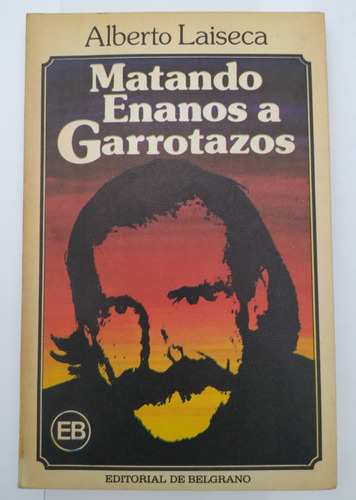 Alberto Laiseca
Matando
Enanos a
Garrotazos
EB
EDITORIAL DE BELGRANO